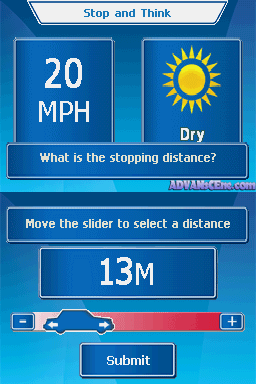 Stop and Think
20
MPH
Dry
What is the stopping distance?
ADVANsCEne.com
Move the slider to select a distance
13M
- +
Submit